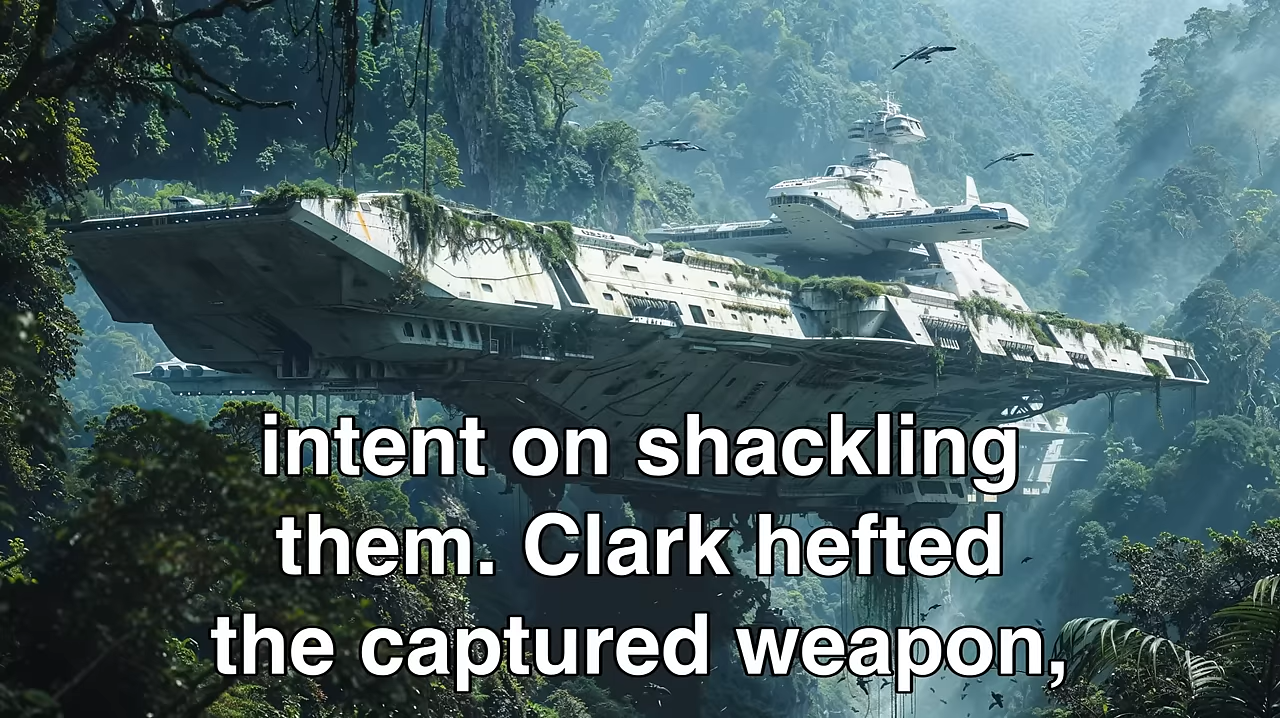 intent on shackling
them. Clark hefted
the captured weapon,